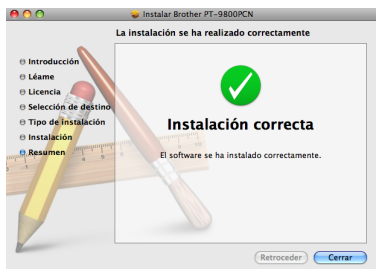 Instalar Brother PT-9800PCN
La instalación se ha realizado correctamente
Introducción
Léame
Licencia
Selección de destino
Tipo de instalación
Instalación
Resumen
Instalación correcta
El software se ha instalado correctamente.
Retroceder
Cerrar